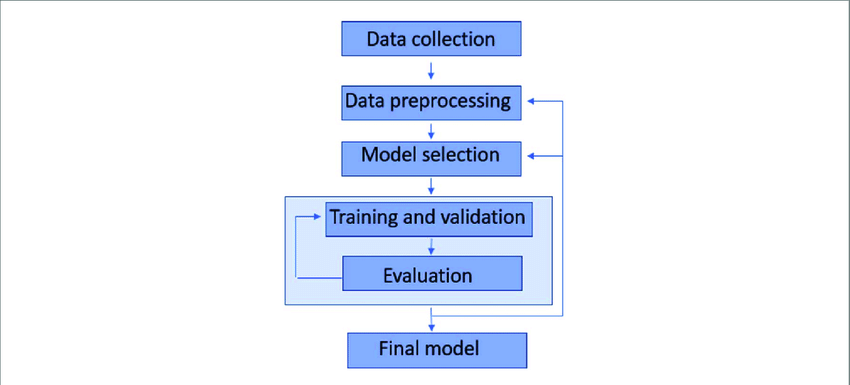 Data collection
Data preprocessing
Model selection
Training and validation
Evaluation
Final model